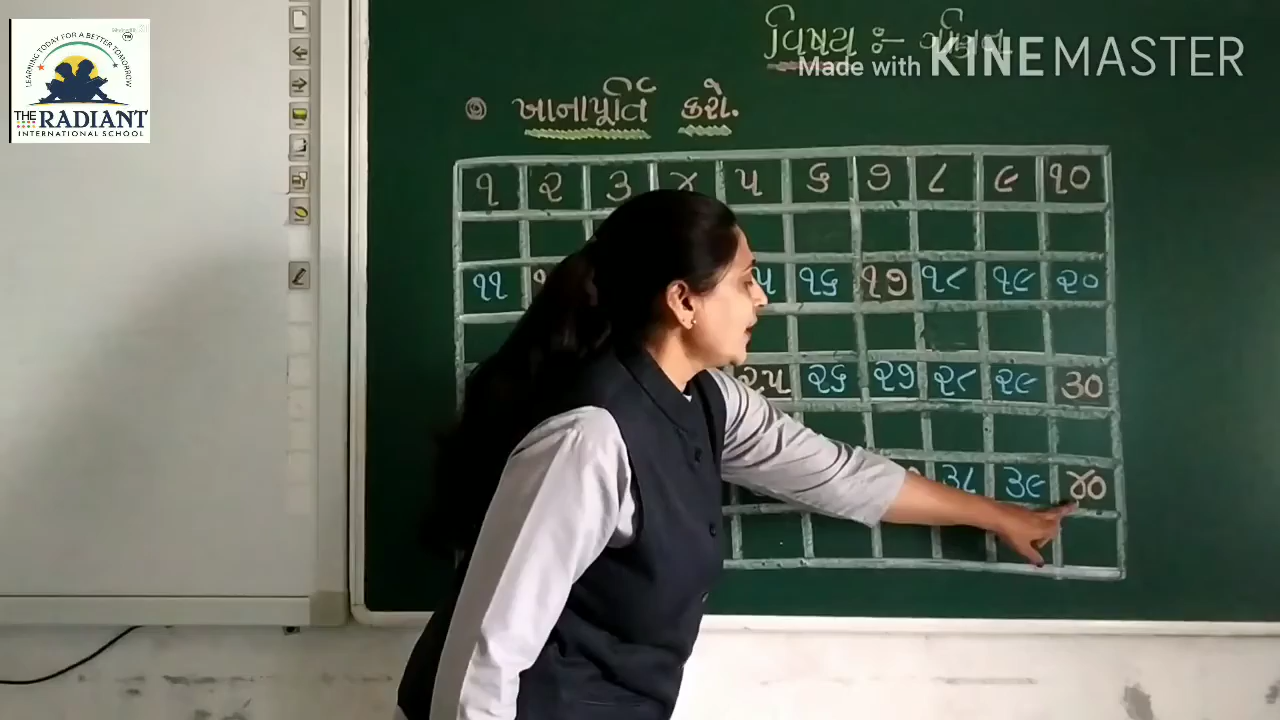 LEARNING TODAY FOR A BETTER TOMORROW
THE RADIANT
INTERNATIONAL SCHOOL
વિષય :-
Made with KINEMASTER
ખાનાપૂર્તિ કરો.
૧ ૨ ૩ ૪ ૫ ૬ ૭ ૮ ૯ ૧૦
૧૧ ૧૬ ૧૭ ૧૮ ૧૯ ૨૦
૨૫ ૨૬ ૨૭ ૨૮ ૨૯ ૩૦
૩૮ ૩૯ ૪૦